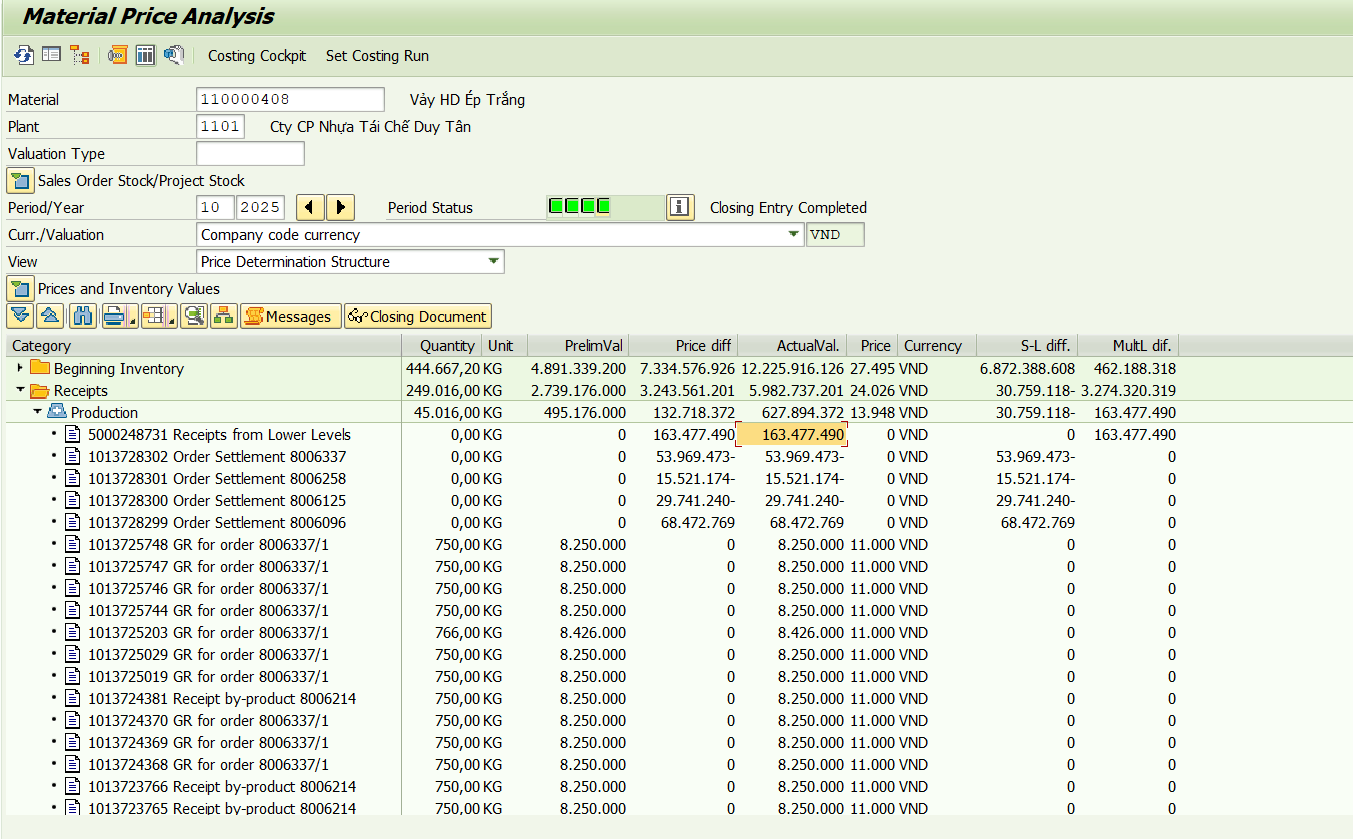 Material Price Analysis
Costing Cockpit Set Costing Run
Material 110000408 Vảy HD Ép Trắng
Plant 1101 Cty CP Nhựa Tái Chế Duy Tân
Valuation Type
Sales Order Stock/Project Stock
Period/Year 10 2025 Period Status Closing Entry Completed
Curr./Valuation Company code currency VND
View Price Determination Structure
Prices and Inventory Values
Messages Closing Document
Category Quantity Unit PrelimVal Price diff ActualVal. Price Currency S-L diff. MultL dif.
Beginning Inventory 444.667,20 KG 4.891.339.200 7.334.576.926 12.225.916.126 27.495 VND 6.872.388.608 462.188.318
Receipts 249.016,00 KG 2.739.176.000 3.243.561.201 5.982.737.201 24.026 VND 30.759.118- 3.274.320.319
Production 45.016,00 KG 495.176.000 132.718.372 627.894.372 13.948 VND 30.759.118- 163.477.490
5000248731 Receipts from Lower Levels 0,00 KG 0 163.477.490 163.477.490 0 VND 0 163.477.490
1013728302 Order Settlement 8006337 0,00 KG 0 53.969.473- 53.969.473- 0 VND 53.969.473- 0
1013728301 Order Settlement 8006258 0,00 KG 0 15.521.174- 15.521.174- 0 VND 15.521.174- 0
1013728300 Order Settlement 8006125 0,00 KG 0 29.741.240- 29.741.240- 0 VND 29.741.240- 0
1013728299 Order Settlement 8006096 0,00 KG 0 68.472.769 68.472.769 0 VND 68.472.769 0
1013725748 GR for order 8006337/1 750,00 KG 8.250.000 0 8.250.000 11.000 VND 0 0
1013725747 GR for order 8006337/1 750,00 KG 8.250.000 0 8.250.000 11.000 VND 0 0
1013725746 GR for order 8006337/1 750,00 KG 8.250.000 0 8.250.000 11.000 VND 0 0
1013725744 GR for order 8006337/1 750,00 KG 8.250.000 0 8.250.000 11.000 VND 0 0
1013725203 GR for order 8006337/1 766,00 KG 8.426.000 0 8.426.000 11.000 VND 0 0
1013725029 GR for order 8006337/1 750,00 KG 8.250.000 0 8.250.000 11.000 VND 0 0
1013725019 GR for order 8006337/1 750,00 KG 8.250.000 0 8.250.000 11.000 VND 0 0
1013724381 Receipt by-product 8006214 750,00 KG 8.250.000 0 8.250.000 11.000 VND 0 0
1013724370 GR for order 8006337/1 750,00 KG 8.250.000 0 8.250.000 11.000 VND 0 0
1013724369 GR for order 8006337/1 750,00 KG 8.250.000 0 8.250.000 11.000 VND 0 0
1013724368 GR for order 8006337/1 750,00 KG 8.250.000 0 8.250.000 11.000 VND 0 0
1013723766 Receipt by-product 8006214 750,00 KG 8.250.000 0 8.250.000 11.000 VND 0 0
1013723765 Receipt by-product 8006214 750,00 KG 8.250.000 0 8.250.000 11.000 VND 0 0